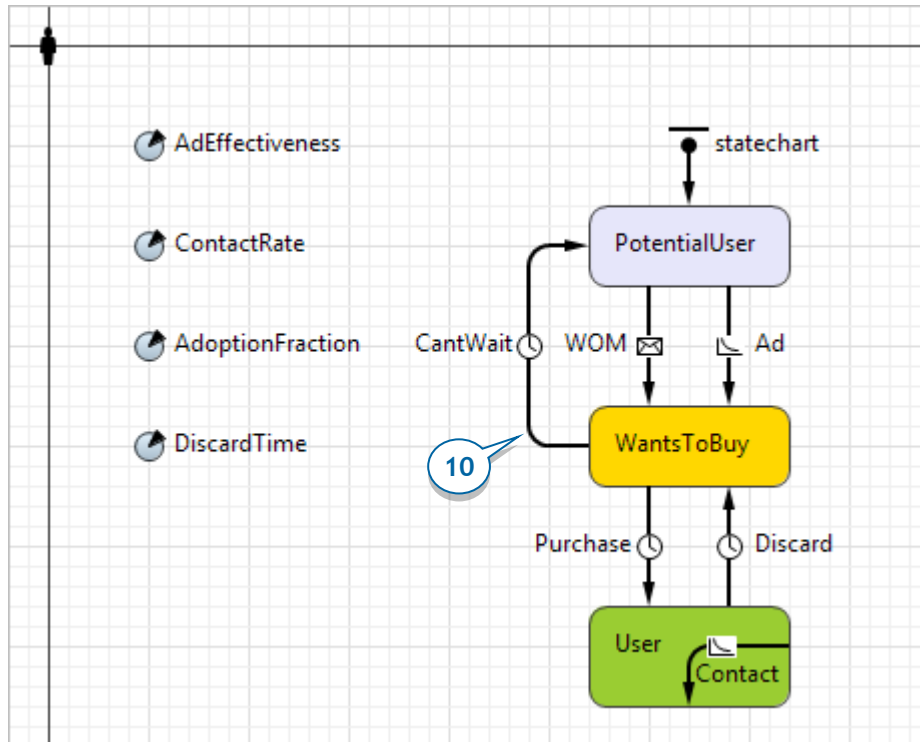 AdEffectiveness
statechart
ContactRate
PotentialUser
AdoptionFraction
CantWait
WOM
Ad
DiscardTime
WantsToBuy
10
Purchase
Discard
User
Contact